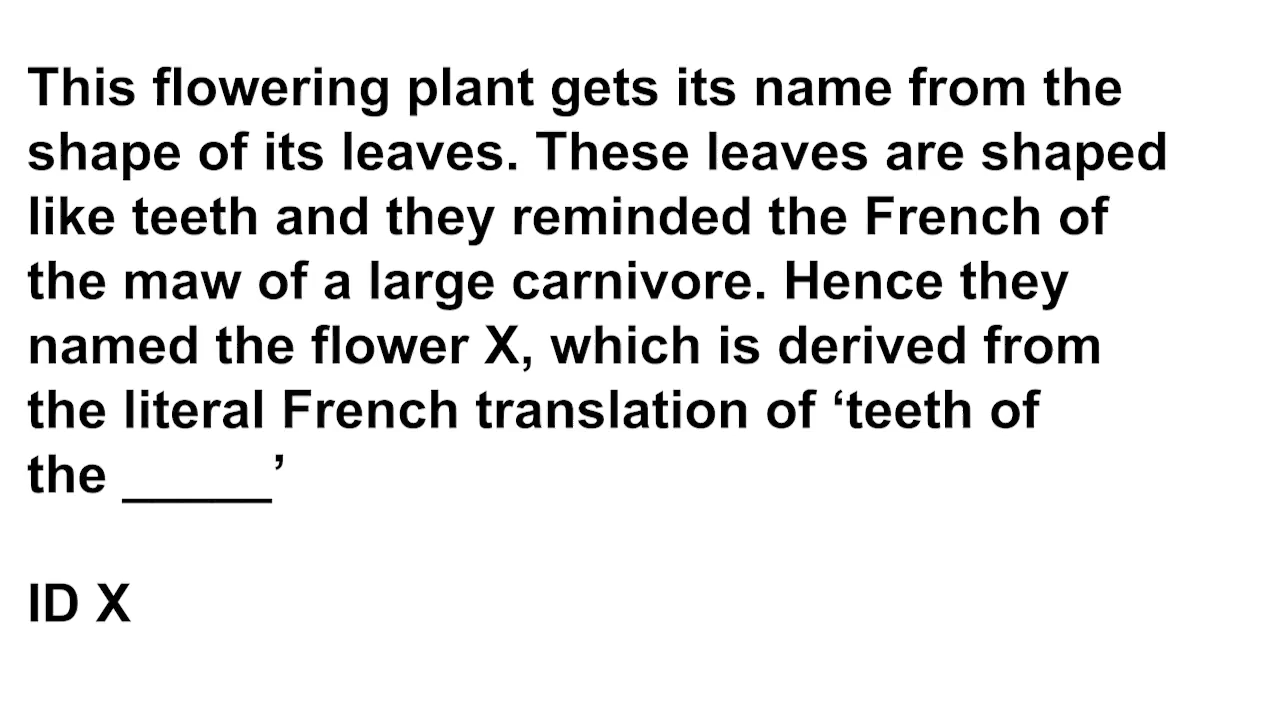 This flowering plant gets its name from the
shape of its leaves. These leaves are shaped
like teeth and they reminded the French of
the maw of a large carnivore. Hence they
named the flower X, which is derived from
the literal French translation of ‘teeth of
the _____’
ID X